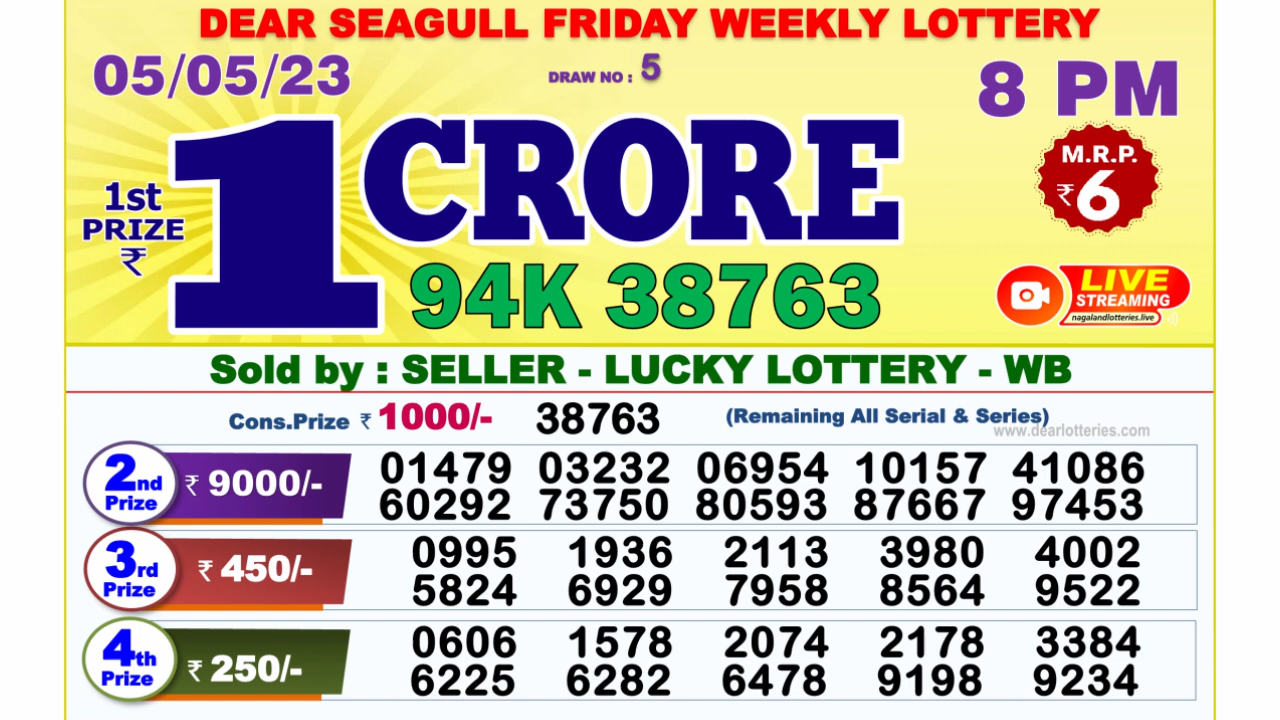 DEAR SEAGULL FRIDAY WEEKLY LOTTERY
05/05/23
DRAW NO : 5
8 PM
1st
PRIZE
₹
1 CRORE
94K 38763
M.R.P.
₹ 6
LIVE
STREAMING
nagalandlotteries.live
Sold by : SELLER - LUCKY LOTTERY - WB
Cons.Prize ₹ 1000/- 38763 (Remaining All Serial & Series)
www.dearlotteries.com
2nd
Prize
₹ 9000/-
01479 03232 06954 10157 41086
60292 73750 80593 87667 97453
3rd
Prize
₹ 450/-
0995 1936 2113 3980 4002
5824 6929 7958 8564 9522
4th
Prize
₹ 250/-
0606 1578 2074 2178 3384
6225 6282 6478 9198 9234